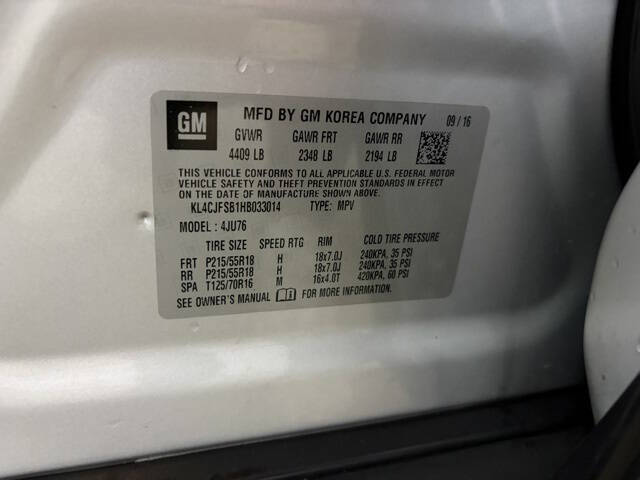 GM
MFD BY GM KOREA COMPANY 09/16
GVWR GAWR FRT GAWR RR
4409 LB 2348 LB 2194 LB
THIS VEHICLE CONFORMS TO ALL APPLICABLE U.S. FEDERAL MOTOR
VEHICLE SAFETY AND THEFT PREVENTION STANDARDS IN EFFECT
ON THE DATE OF MANUFACTURE SHOWN ABOVE.
KL4CJFSB1HB033014 TYPE: MPV
MODEL : 4JU76
TIRE SIZE SPEED RTG RIM COLD TIRE PRESSURE
FRT P215/55R18 H 18x7.0J 240KPA, 35 PSI
RR P215/55R18 H 18x7.0J 240KPA, 35 PSI
SPA T125/70R16 M 16x4.0T 420KPA, 60 PSI
SEE OWNER'S MANUAL FOR MORE INFORMATION.